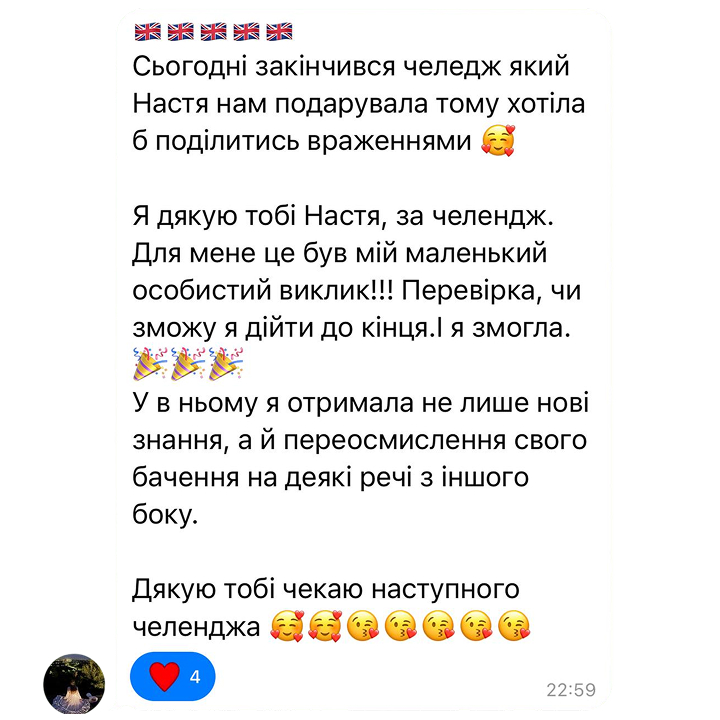 🇬🇧🇬🇧🇬🇧🇬🇧🇬🇧
Сьогодні закінчився челедж який
Настя нам подарувала тому хотіла
б поділитись враженнями 🥰
Я дякую тобі Настя, за челендж.
Для мене це був мій маленький
особистий виклик!!! Перевірка, чи
зможу я дійти до кінця.І я змогла.
🎉🎉🎉
У в ньому я отримала не лише нові
знання, а й переосмислення свого
бачення на деякі речі з іншого
боку.
Дякую тобі чекаю наступного
челенджа 🥰🥰😘😘😘😘😘
❤️ 4
22:59